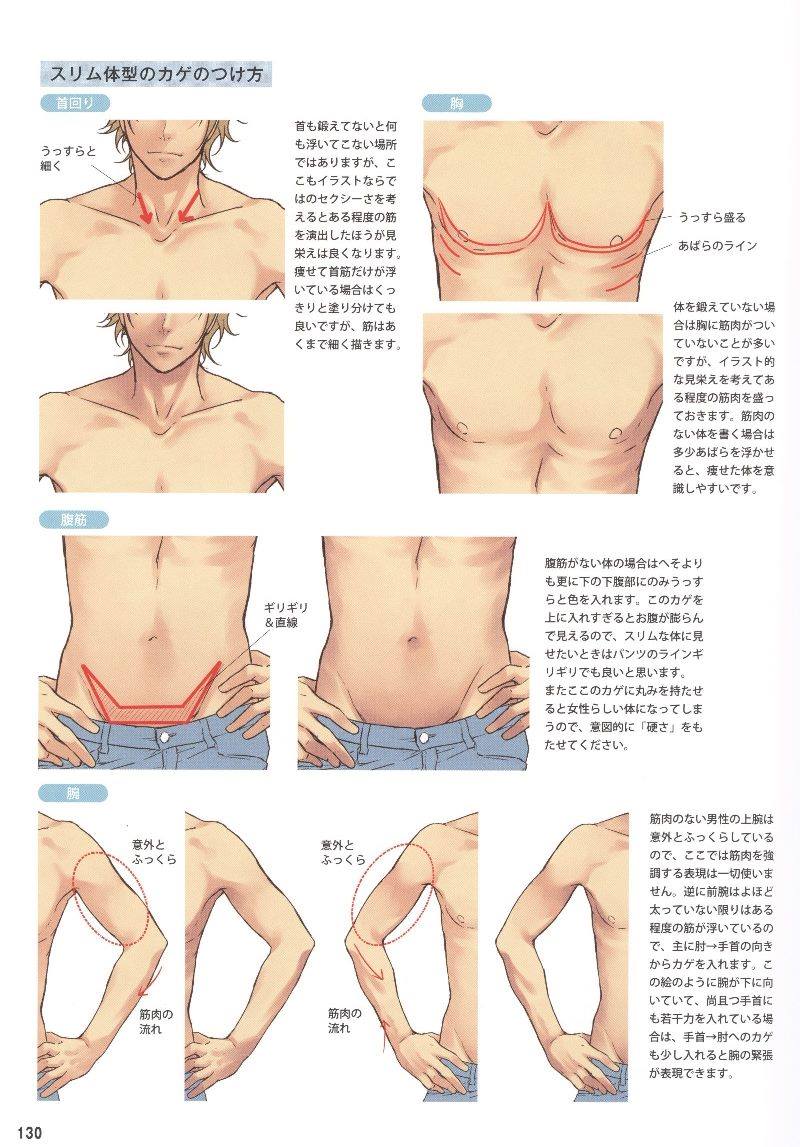 スリム体型のカゲのつけ方
首回り
うっすらと
細く
首も鍛えてないと何
も浮いてこない場所
ではありますが、こ
こもイラストならで
はのセクシーさを考
えるとある程度の筋
を演出したほうが見
栄えは良くなります。
痩せて首筋だけが浮
いている場合はくっ
きりと塗り分けても
良いですが、筋はあ
くまで細く描きます。
胸
うっすら盛る
あばらのライン
体を鍛えていない場
合は胸に筋肉がつい
ていないことが多い
ですが、イラスト的
な見栄えを考えてあ
る程度の筋肉を盛っ
ておきます。筋肉の
ない体を書く場合は
多少あばらを浮かせ
ると、痩せた体を意
識しやすいです。
腹筋
ギリギリ
&直線
腹筋がない体の場合はへそより
も更に下の下腹部にのみうっす
らと色を入れます。このカゲを
上に入れすぎるとお腹が膨らん
で見えるので、スリムな体に見
せたいときはパンツのラインギ
リギリでも良いと思います。
またここのカゲに丸みを持たせ
ると女性らしい体になってしま
うので、意図的に「硬さ」をも
たせてください。
腕
意外と
ふっくら
筋肉の
流れ
意外と
ふっくら
筋肉の
流れ
筋肉のない男性の上腕は
意外とふっくらしている
ので、ここでは筋肉を強
調する表現は一切使いま
せん。逆に前腕はよほど
太っていない限りはある
程度の筋が浮いているの
で、主に肘→手首の向き
からカゲを入れます。こ
の絵のように腕が下に向
いていて、尚且つ手首に
も若干力を入れている場
合は、手首→肘へのカゲ
も少し入れると腕の緊張
が表現できます。
130